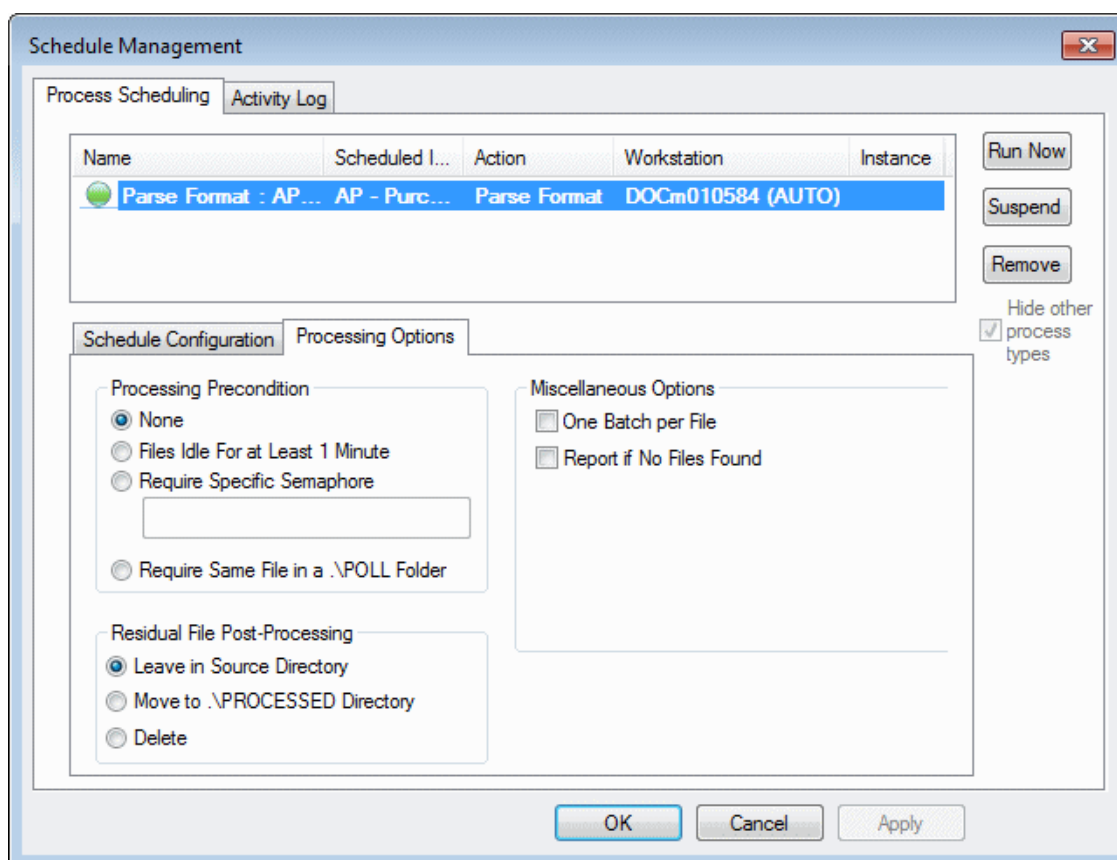 Schedule Management
Process Scheduling Activity Log
Name Scheduled I... Action Workstation Instance
Parse Format : AP... AP - Purc... Parse Format DOCm010584 (AUTO)
Run Now
Suspend
Remove
Hide other
process
types
Schedule Configuration Processing Options
Processing Precondition
None
Files Idle For at Least 1 Minute
Require Specific Semaphore
Require Same File in a .\POLL Folder
Residual File Post-Processing
Leave in Source Directory
Move to .\PROCESSED Directory
Delete
Miscellaneous Options
One Batch per File
Report if No Files Found
OK Cancel Apply